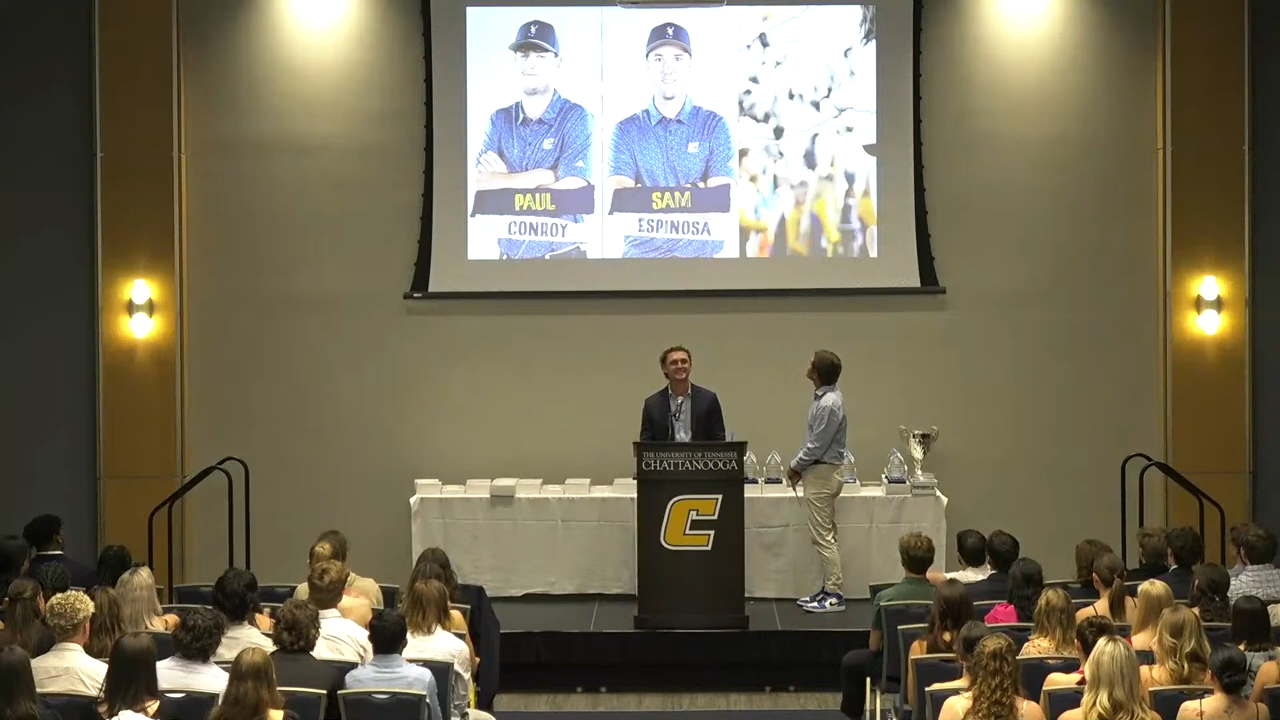 PAUL
CONROY
SAM
ESPINOSA
THE UNIVERSITY OF TENNESSEE
CHATTANOOGA
C